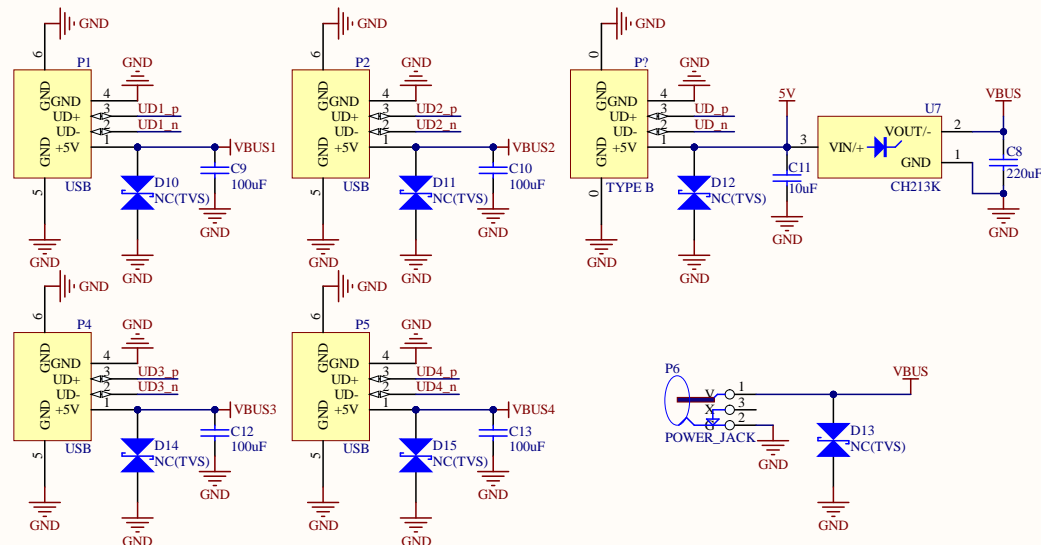 GND
6
P1
GND
GND
GND
4
GND
3
UD1_p
UD+
2
UD1_n
UD-
1
+5V
VBUS1
GND
5
USB
D10
NC(TVS)
C9
100uF
GND
GND
GND
GND
6
P2
GND
GND
GND
4
GND
3
UD2_p
UD+
2
UD2_n
UD-
1
+5V
VBUS2
GND
5
USB
D11
NC(TVS)
C10
100uF
GND
GND
GND
GND
0
P?
GND
GND
GND
4
GND
3
UD_p
UD+
2
UD_n
UD-
1
+5V
GND
0
TYPE B
D12
NC(TVS)
5V
C11
10uF
GND
GND
GND
U7
3
VIN/+
VOUT/-
2
GND
1
CH213K
VBUS
C8
220uF
GND
GND
6
P4
GND
GND
GND
4
GND
3
UD3_p
UD+
2
UD3_n
UD-
1
+5V
VBUS3
5
USB
D14
NC(TVS)
C12
100uF
GND
GND
GND
GND
6
P5
GND
GND
GND
4
GND
3
UD4_p
UD+
2
UD4_n
UD-
1
+5V
VBUS4
5
USB
D15
NC(TVS)
C13
100uF
GND
GND
GND
P6
V
1
X
3
G
2
POWER_JACK
GND
VBUS
D13
NC(TVS)
GND